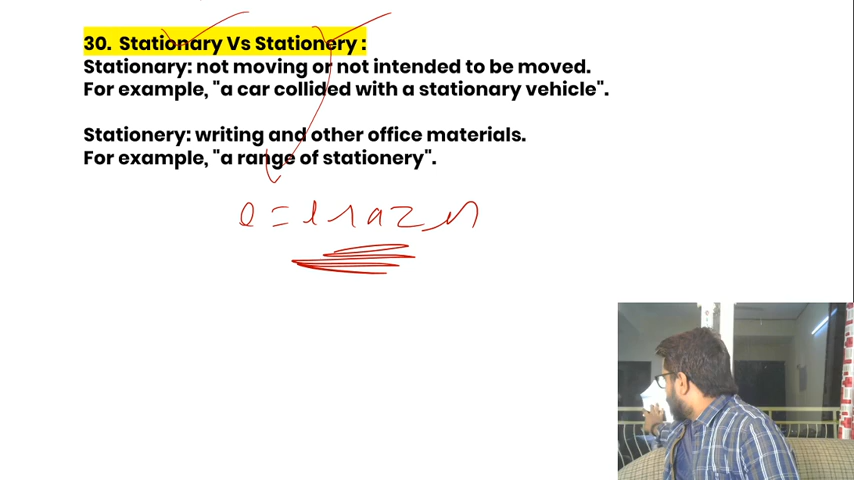 30. Stationary Vs Stationery :
Stationary: not moving or not intended to be moved.
For example, "a car collided with a stationary vehicle".
Stationery: writing and other office materials.
For example, "a range of stationery".
e = erazer